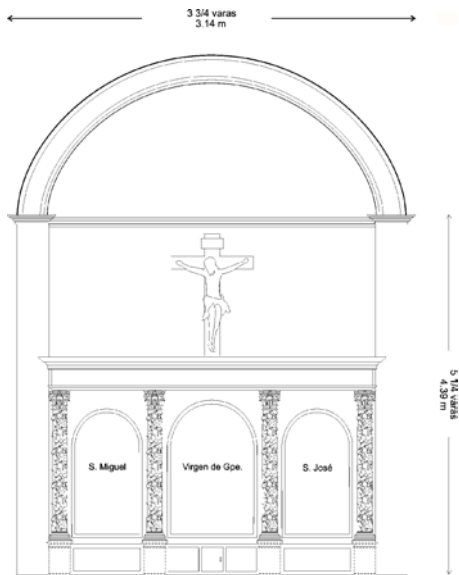 3 3/4 varas
3.14 m
5 1/4 varas
4.39 m
S. Miguel
Virgen de Gpe.
S. José